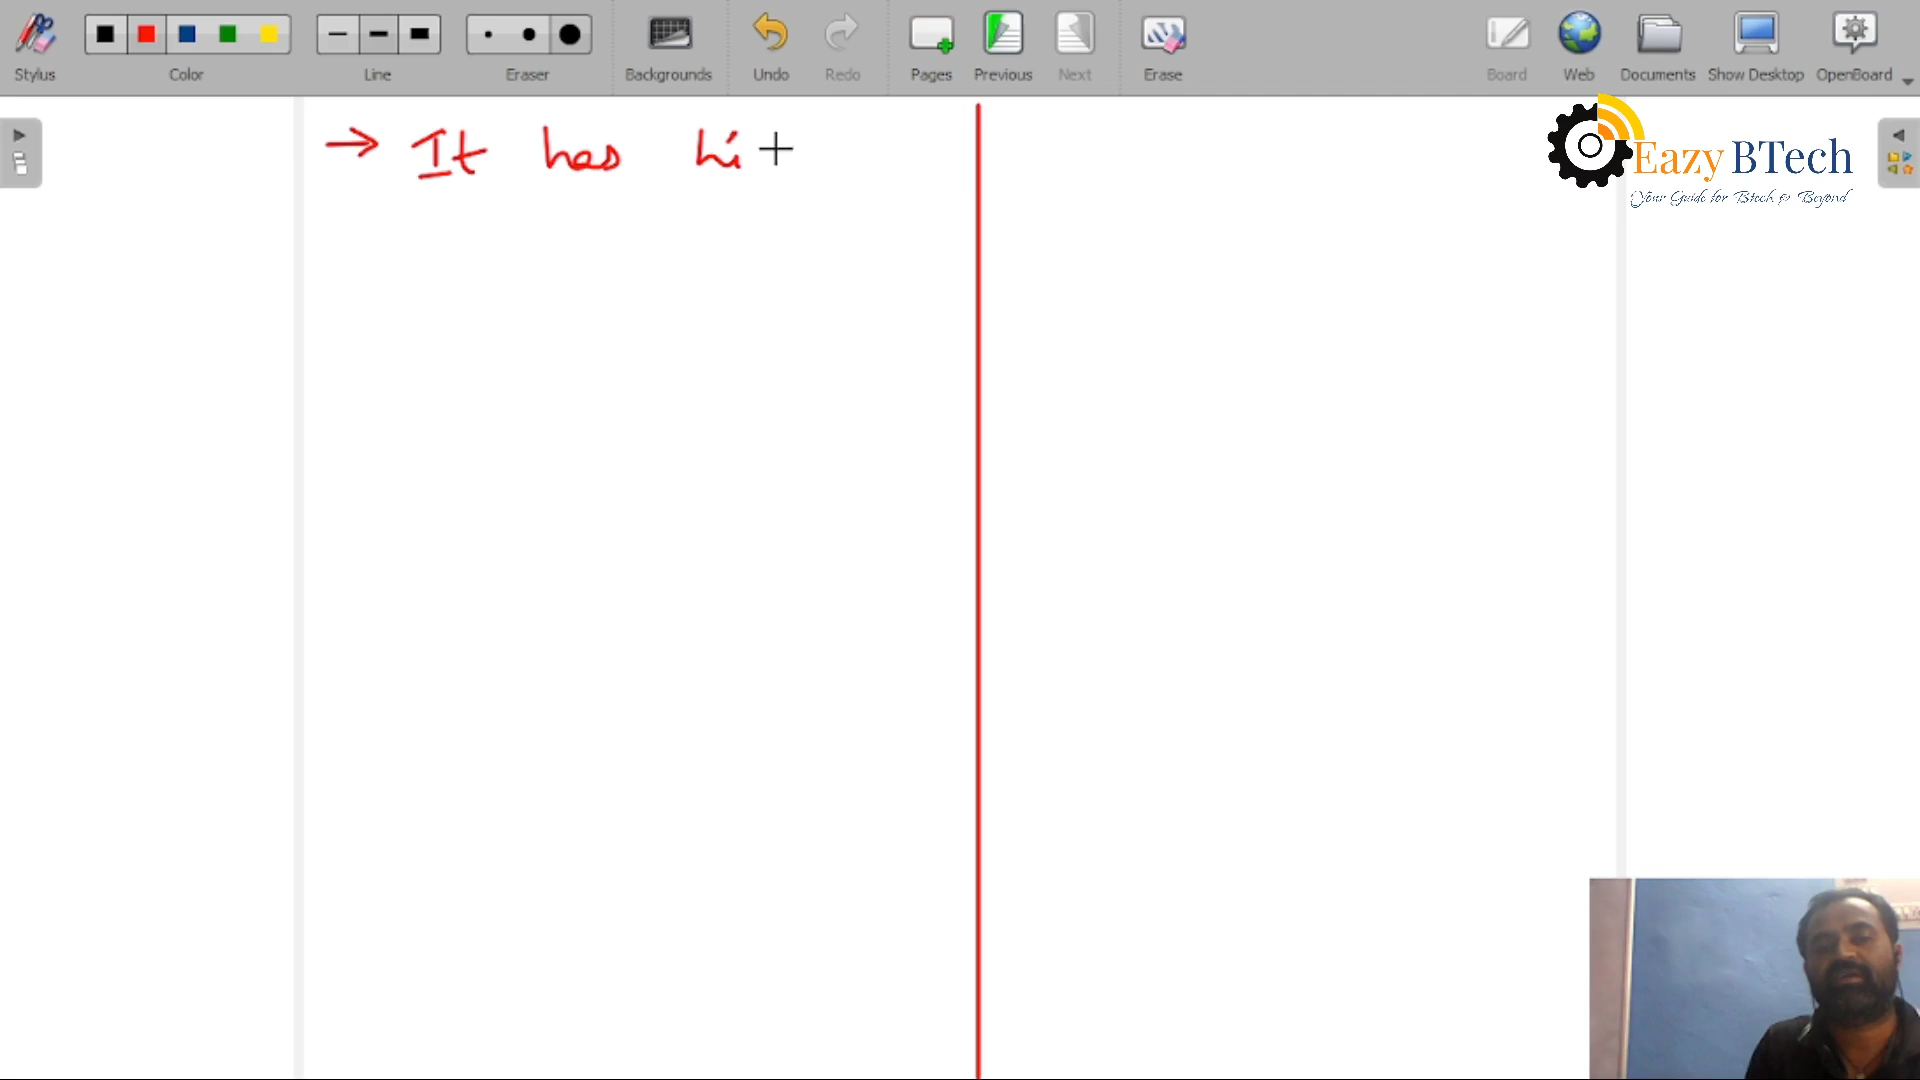 Stylus Color Line Eraser Backgrounds Undo Redo Pages Previous Next Erase Board Web Documents Show Desktop OpenBoard
→ It has hi
Eazy BTech
Your Guide for Btech & Beyond